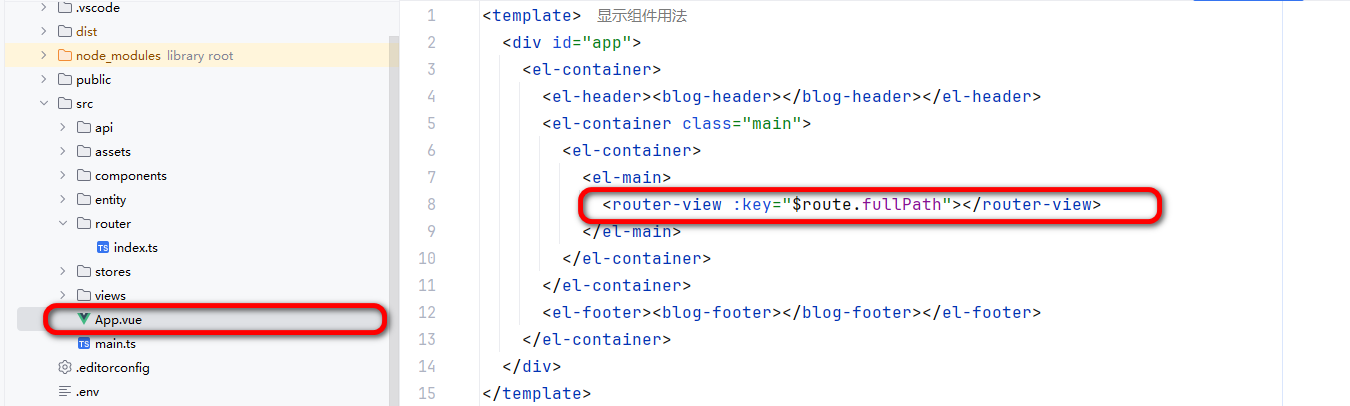 .vscode
dist
node_modules library root
public
src
api
assets
components
entity
router
TS index.ts
stores
views
App.vue
TS main.ts
.editorconfig
.env
1 <template> 显示组件用法
2 <div id="app">
3 <el-container>
4 <el-header><blog-header></blog-header></el-header>
5 <el-container class="main">
6 <el-container>
7 <el-main>
8 <router-view :key="$route.fullPath"></router-view>
9 </el-main>
10 </el-container>
11 </el-container>
12 <el-footer><blog-footer></blog-footer></el-footer>
13 </el-container>
14 </div>
15 </template>